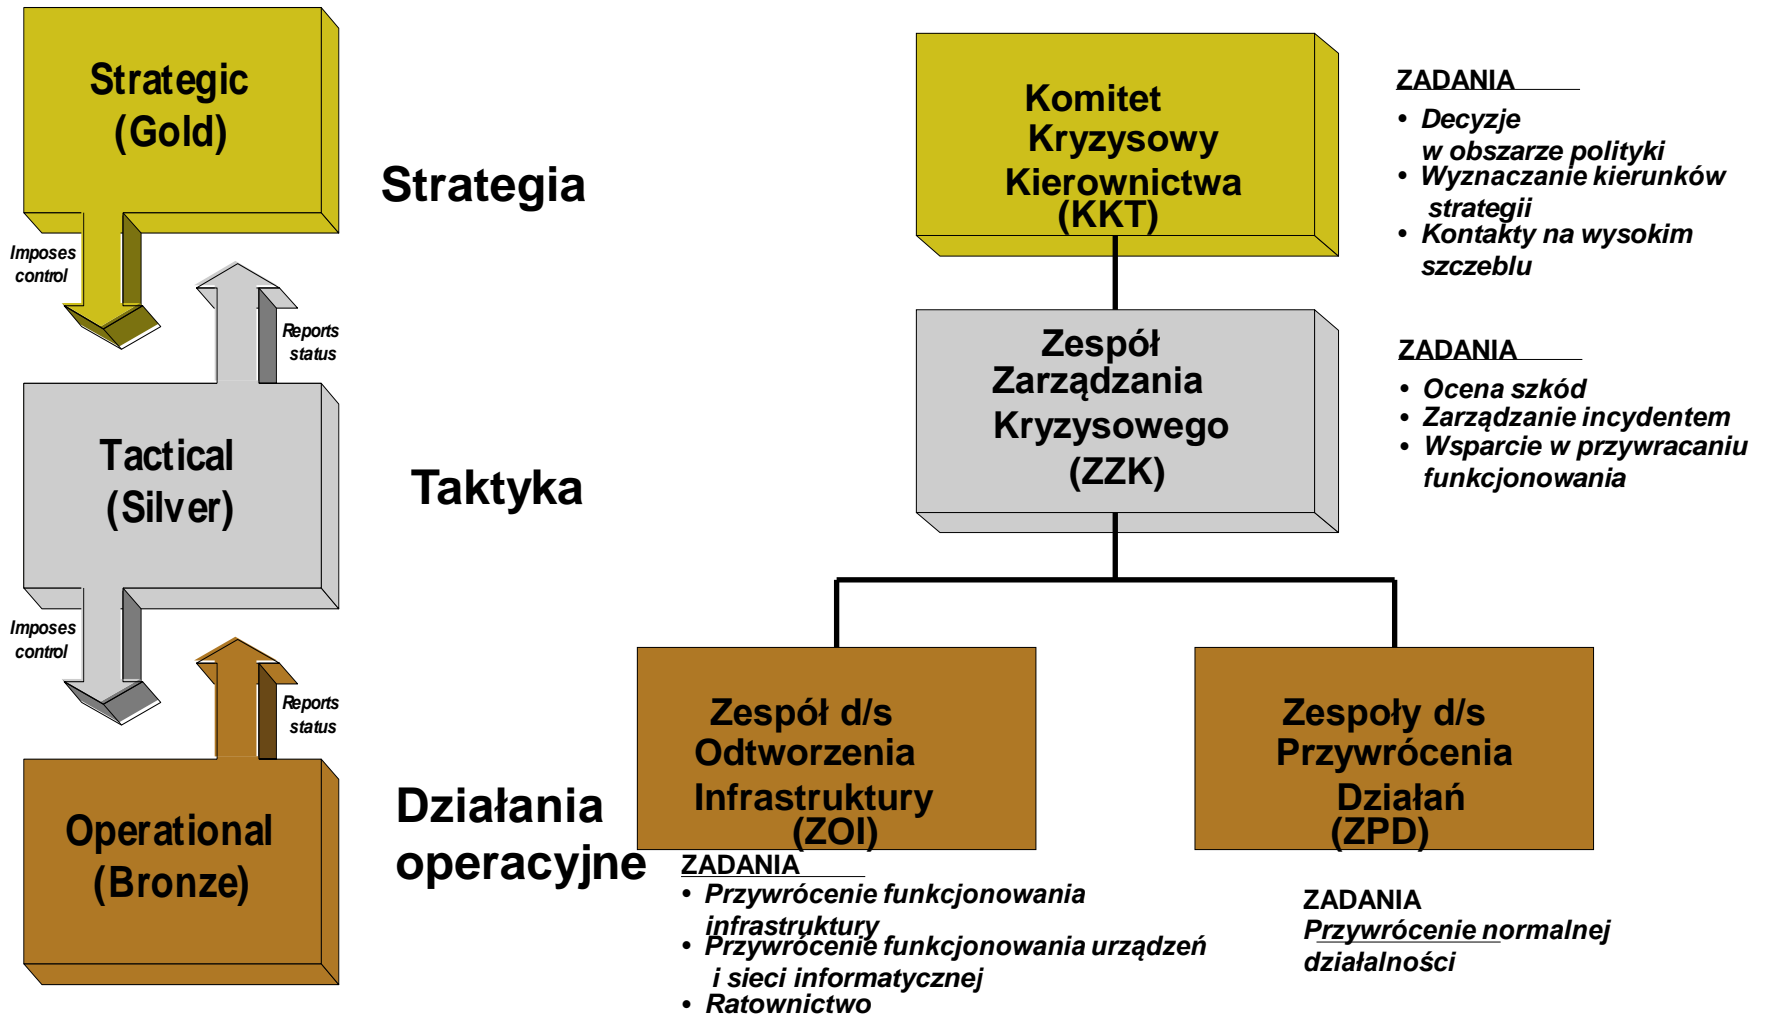 Strategic
(Gold)
Imposes
control
Reports
status
Tactical
(Silver)
Imposes
control
Reports
status
Operational
(Bronze)
Strategia
Taktyka
Działania
operacyjne
Komitet
Kryzysowy
Kierownictwa
(KKT)
ZADANIA
• Decyzje
w obszarze polityki
• Wyznaczanie kierunków
strategii
• Kontakty na wysokim
szczeblu
Zespół
Zarządzania
Kryzysowego
(ZZK)
ZADANIA
• Ocena szkód
• Zarządzanie incydentem
• Wsparcie w przywracaniu
funkcjonowania
Zespół d/s
Odtworzenia
Infrastruktury
(ZOI)
ZADANIA
• Przywrócenie funkcjonowania
infrastruktury
• Przywrócenie funkcjonowania urządzeń
i sieci informatycznej
• Ratownictwo
Zespoły d/s
Przywrócenia
Działań
(ZPD)
ZADANIA
Przywrócenie normalnej
działalności